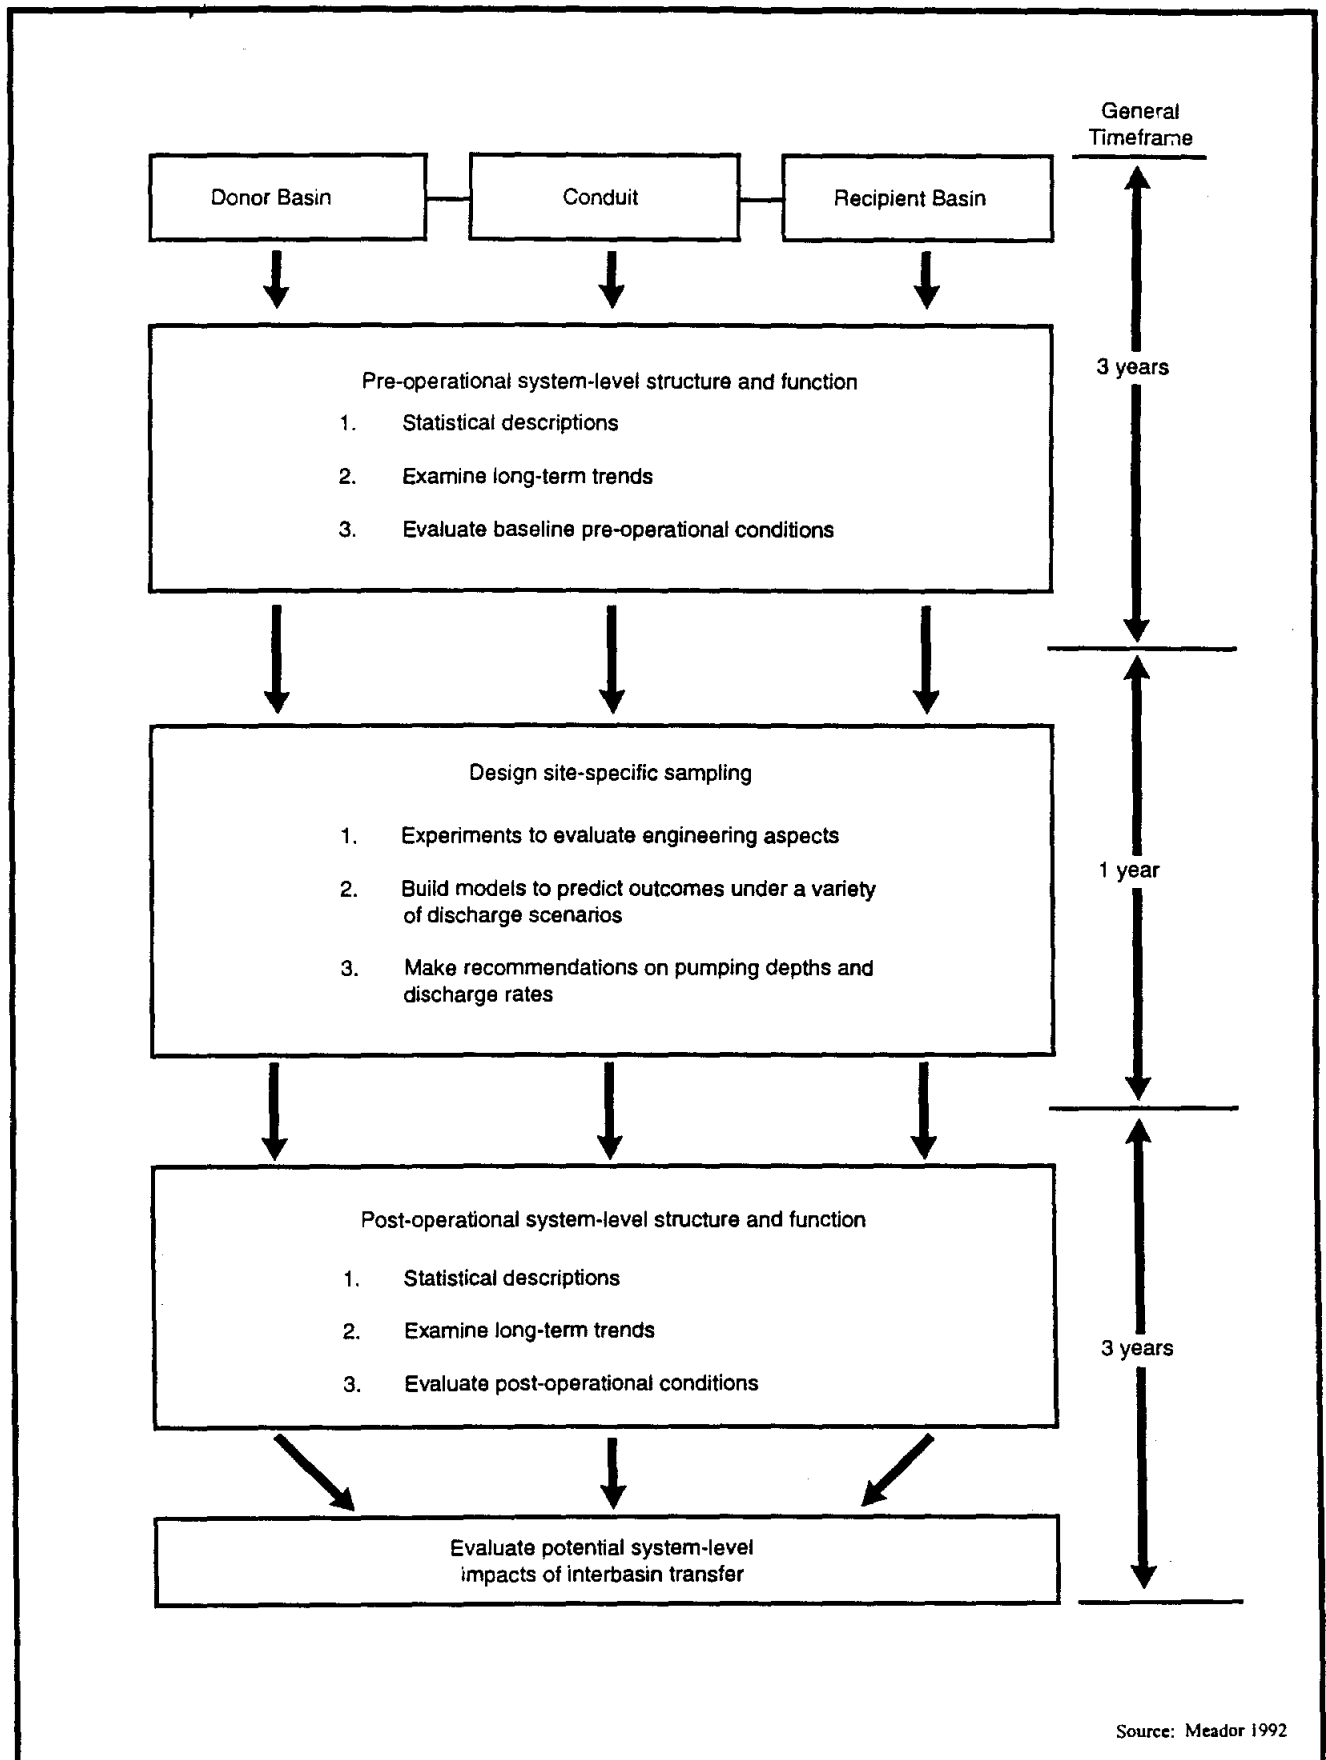 General
Timeframe
Donor Basin
Conduit
Recipient Basin
3 years
Pre-operational system-level structure and function
1. Statistical descriptions
2. Examine long-term trends
3. Evaluate baseline pre-operational conditions
Design site-specific sampling
1. Experiments to evaluate engineering aspects
1 year
2. Build models to predict outcomes under a variety
of discharge scenarios
3. Make recommendations on pumping depths and
discharge rates
Post-operational system-level structure and function
1. Statistical descriptions
2. Examine long-term trends
3 years
3. Evaluate post-operational conditions
Evaluate potential system-level
impacts of interbasin transfer
Source: Meador 1992